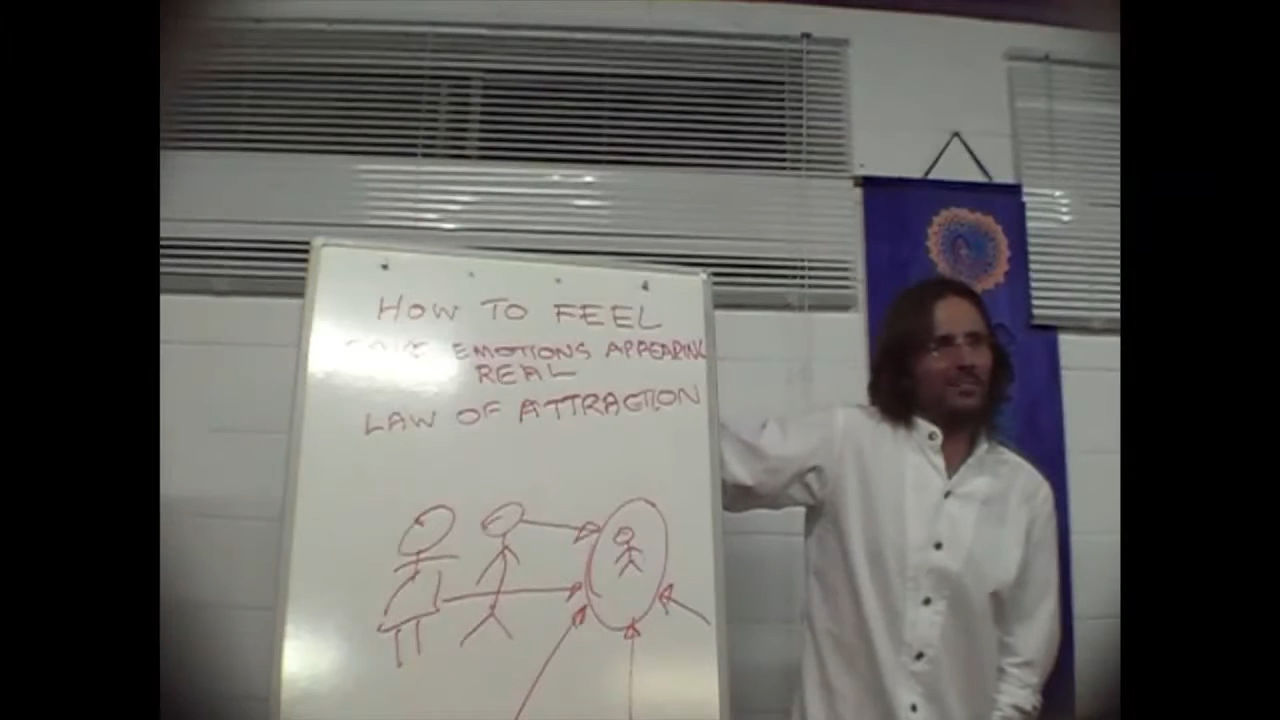 HOW TO FEEL
EMOTIONS APPEARING
REAL
LAW OF ATTRACTION